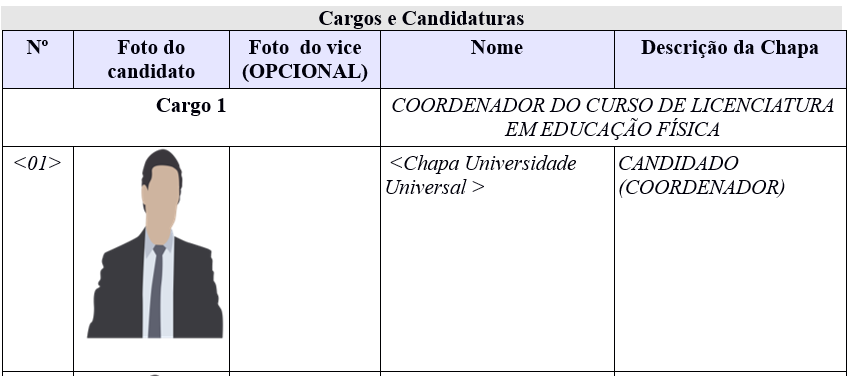 Cargos e Candidaturas
Nº Foto do candidato Foto do vice (OPCIONAL) Nome Descrição da Chapa
Cargo 1 COORDENADOR DO CURSO DE LICENCIATURA
EM EDUCAÇÃO FÍSICA
<01> <Chapa Universidade CANDIDADO
Universal > (COORDENADOR)